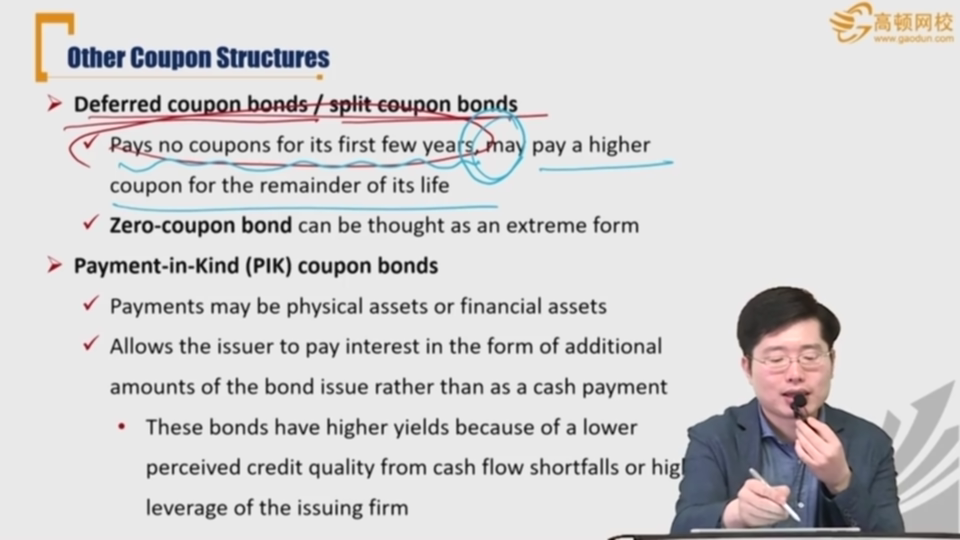 高顿网校
www.gaodun.com
Other Coupon Structures
Deferred coupon bonds / split coupon bonds
Pays no coupons for its first few years, may pay a higher
coupon for the remainder of its life
Zero-coupon bond can be thought as an extreme form
Payment-in-Kind (PIK) coupon bonds
Payments may be physical assets or financial assets
Allows the issuer to pay interest in the form of additional
amounts of the bond issue rather than as a cash payment
These bonds have higher yields because of a lower
perceived credit quality from cash flow shortfalls or
leverage of the issuing firm